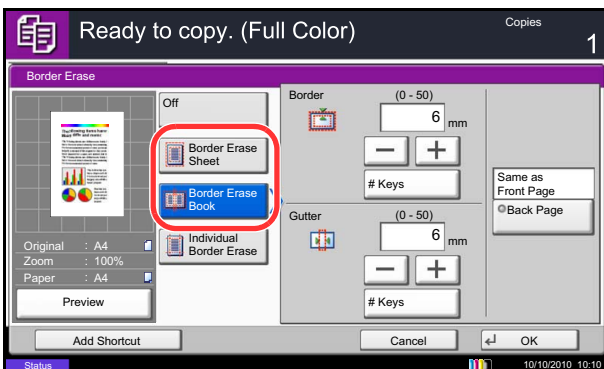 Ready to copy. (Full Color)
Copies
1
Border Erase
Off
Border Erase
Sheet
Border Erase
Book
Individual
Border Erase
Original : A4
Zoom : 100%
Paper : A4
Preview
Border
(0 - 50)
6 mm
# Keys
Gutter
(0 - 50)
6 mm
# Keys
Same as
Front Page
Back Page
Add Shortcut
Cancel
OK
Status
10/10/2010 10:10